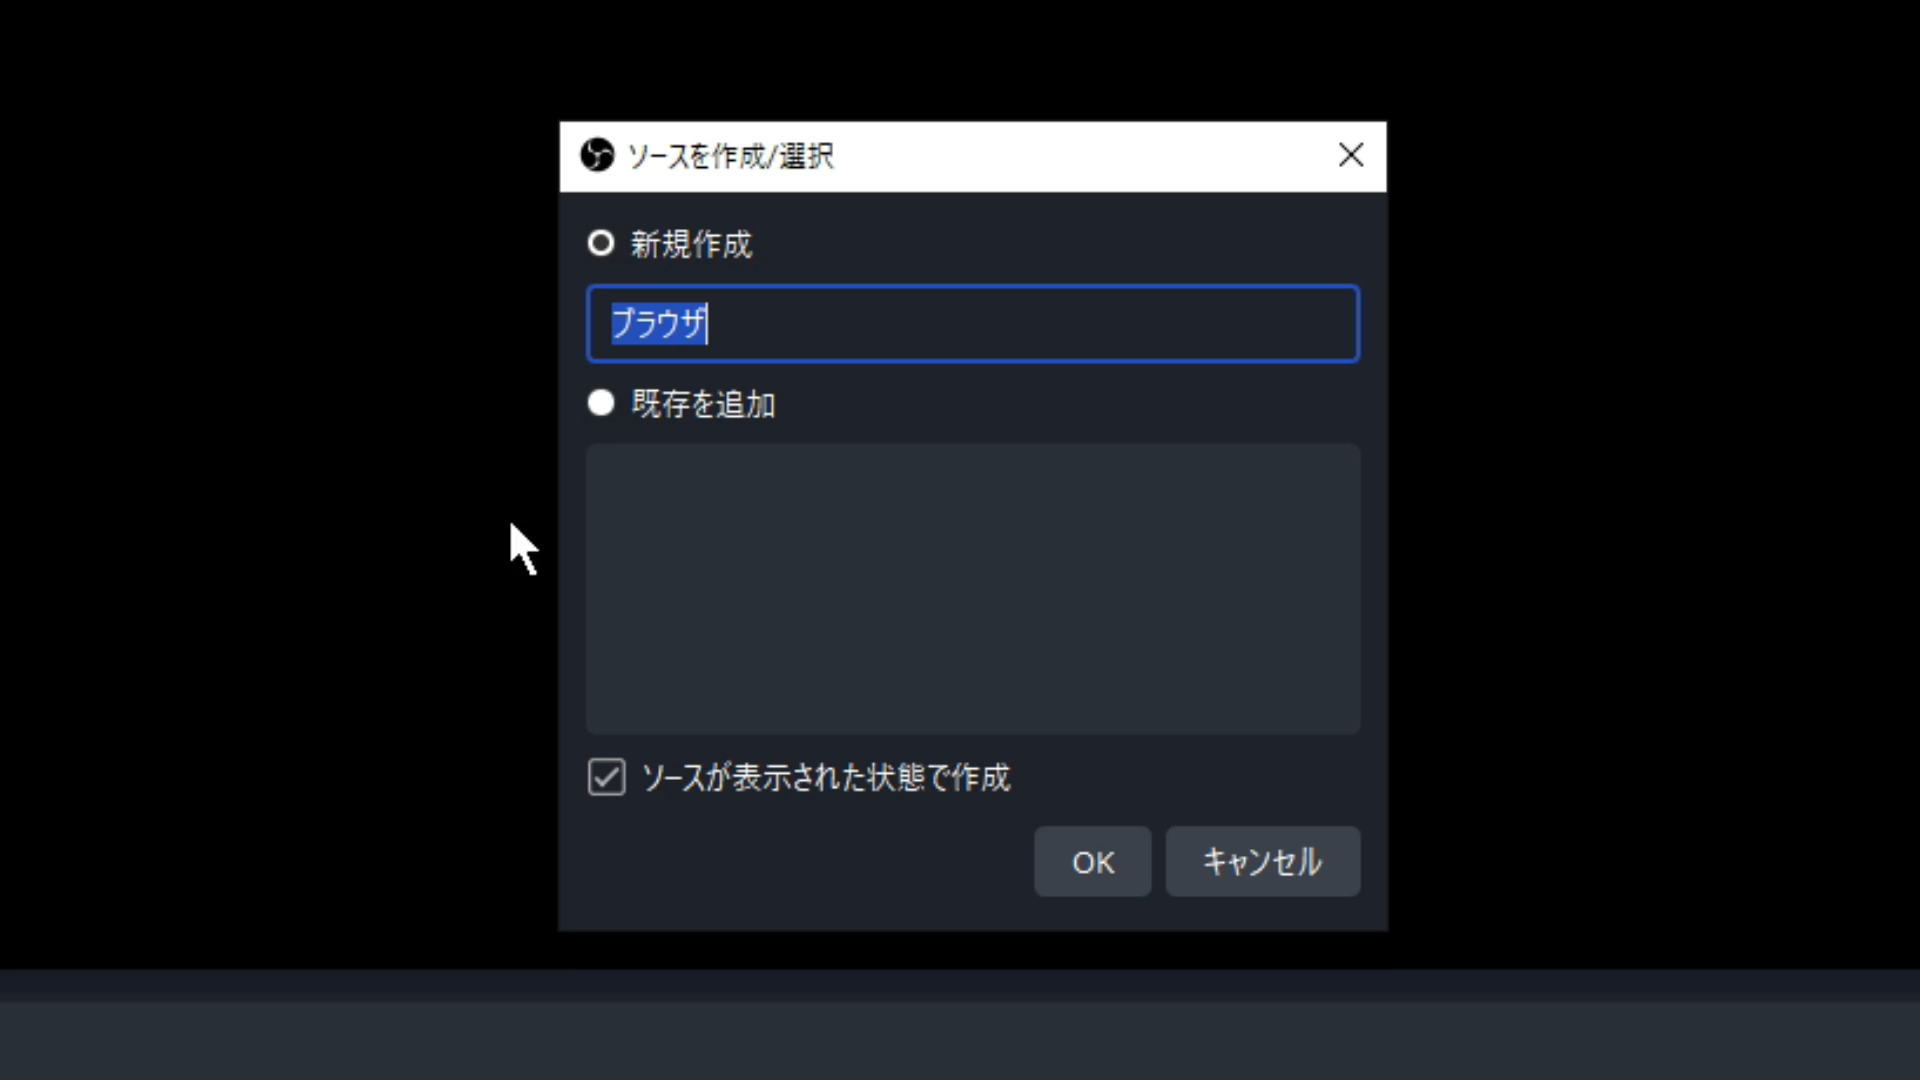 ソースを作成/選択
新規作成
ブラウザ
既存を追加
ソースが表示された状態で作成
OK キャンセル